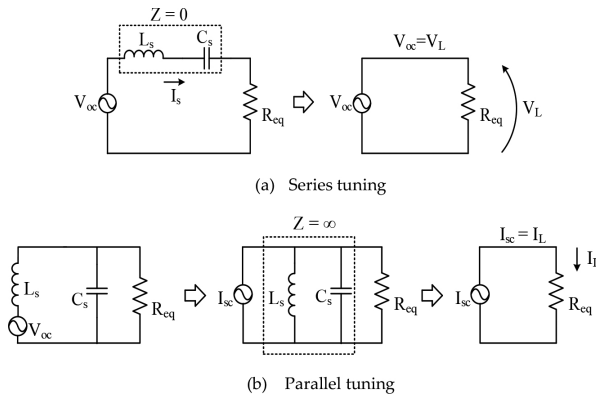 Z = 0
Ls Cs
Is
Voc
Req
Voc=VL
Voc
Req
VL
(a) Series tuning
Ls
Voc
Cs
Req
Z = ∞
Isc
Ls
Cs
Req
Isc = IL
IL
Isc
Req
(b) Parallel tuning